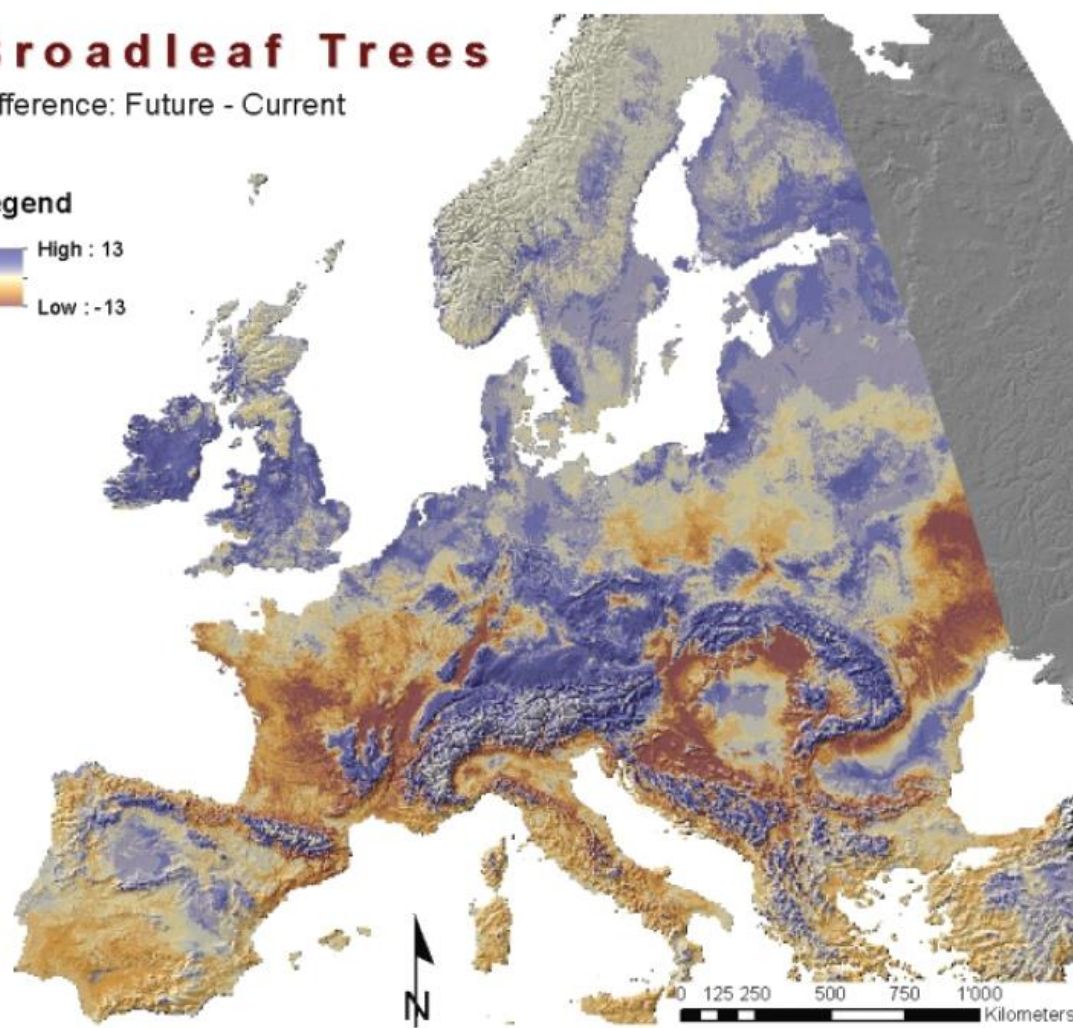 roadleaf Trees
fference: Future - Current
egend
High : 13
Low : -13
N
0 125 250 500 750 1'000
Kilometers